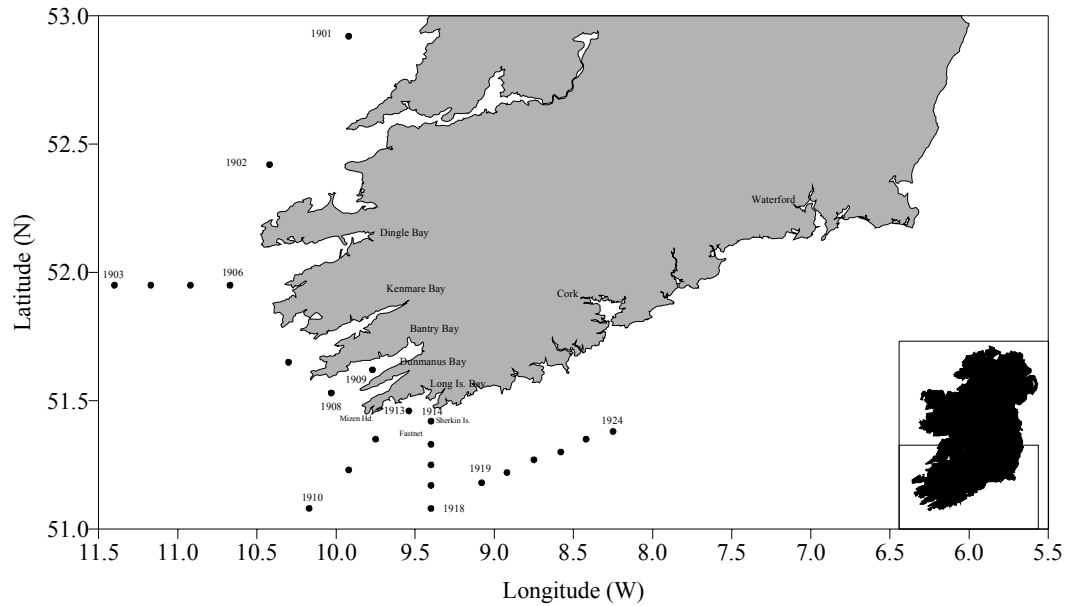 53.0
1901
52.5
1902
Waterford
Dingle Bay
52.0
1903
1906
Kenmare Bay
Cork
Bantry Bay
Dunmanus Bay
1909
Long Is. Bay
51.5
1908
1913
1914
Mizen Hd.
Sherkin Is.
Fastnet
1924
1919
1910
1918
51.0
11.5 11.0 10.5 10.0 9.5 9.0 8.5 8.0 7.5 7.0 6.5 6.0 5.5
Latitude (N)
Longitude (W)